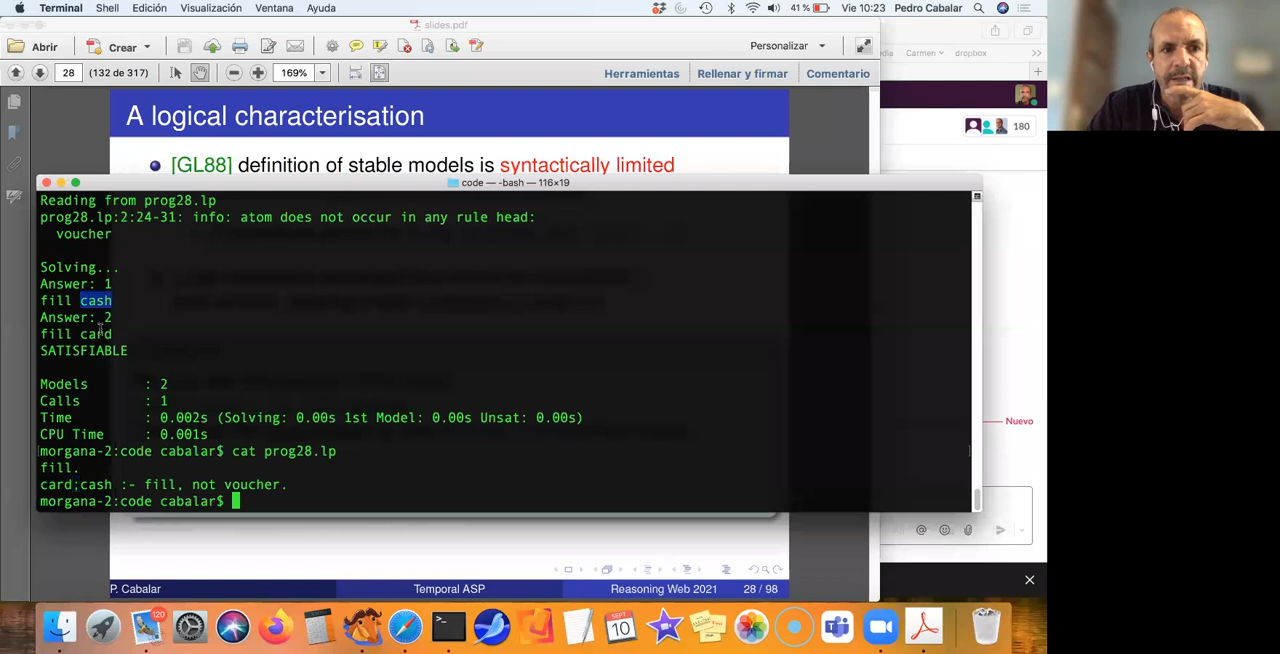 Terminal Shell Edición Visualización Ventana Ayuda 41% Vie 10:23 Pedro Cabalar
slides.pdf
Abrir Crear Personalizar
28 (132 de 317) 169% Herramientas Rellenar y firmar Comentario
Carmen dropbox
180
A logical characterisation
[GL88] definition of stable models is syntactically limited
code — -bash — 116×19
Reading from prog28.lp
prog28.lp:2:24-31: info: atom does not occur in any rule head:
voucher
Solving...
Answer: 1
fill cash
Answer: 2
fill card
SATISFIABLE
Models : 2
Calls : 1
Time : 0.002s (Solving: 0.00s 1st Model: 0.00s Unsat: 0.00s)
CPU Time : 0.001s
morgana-2:code cabalar$ cat prog28.lp
fill.
card;cash :- fill, not voucher.
morgana-2:code cabalar$
Nuevo
P. Cabalar Temporal ASP Reasoning Web 2021 28 / 98
120
SEPT
10